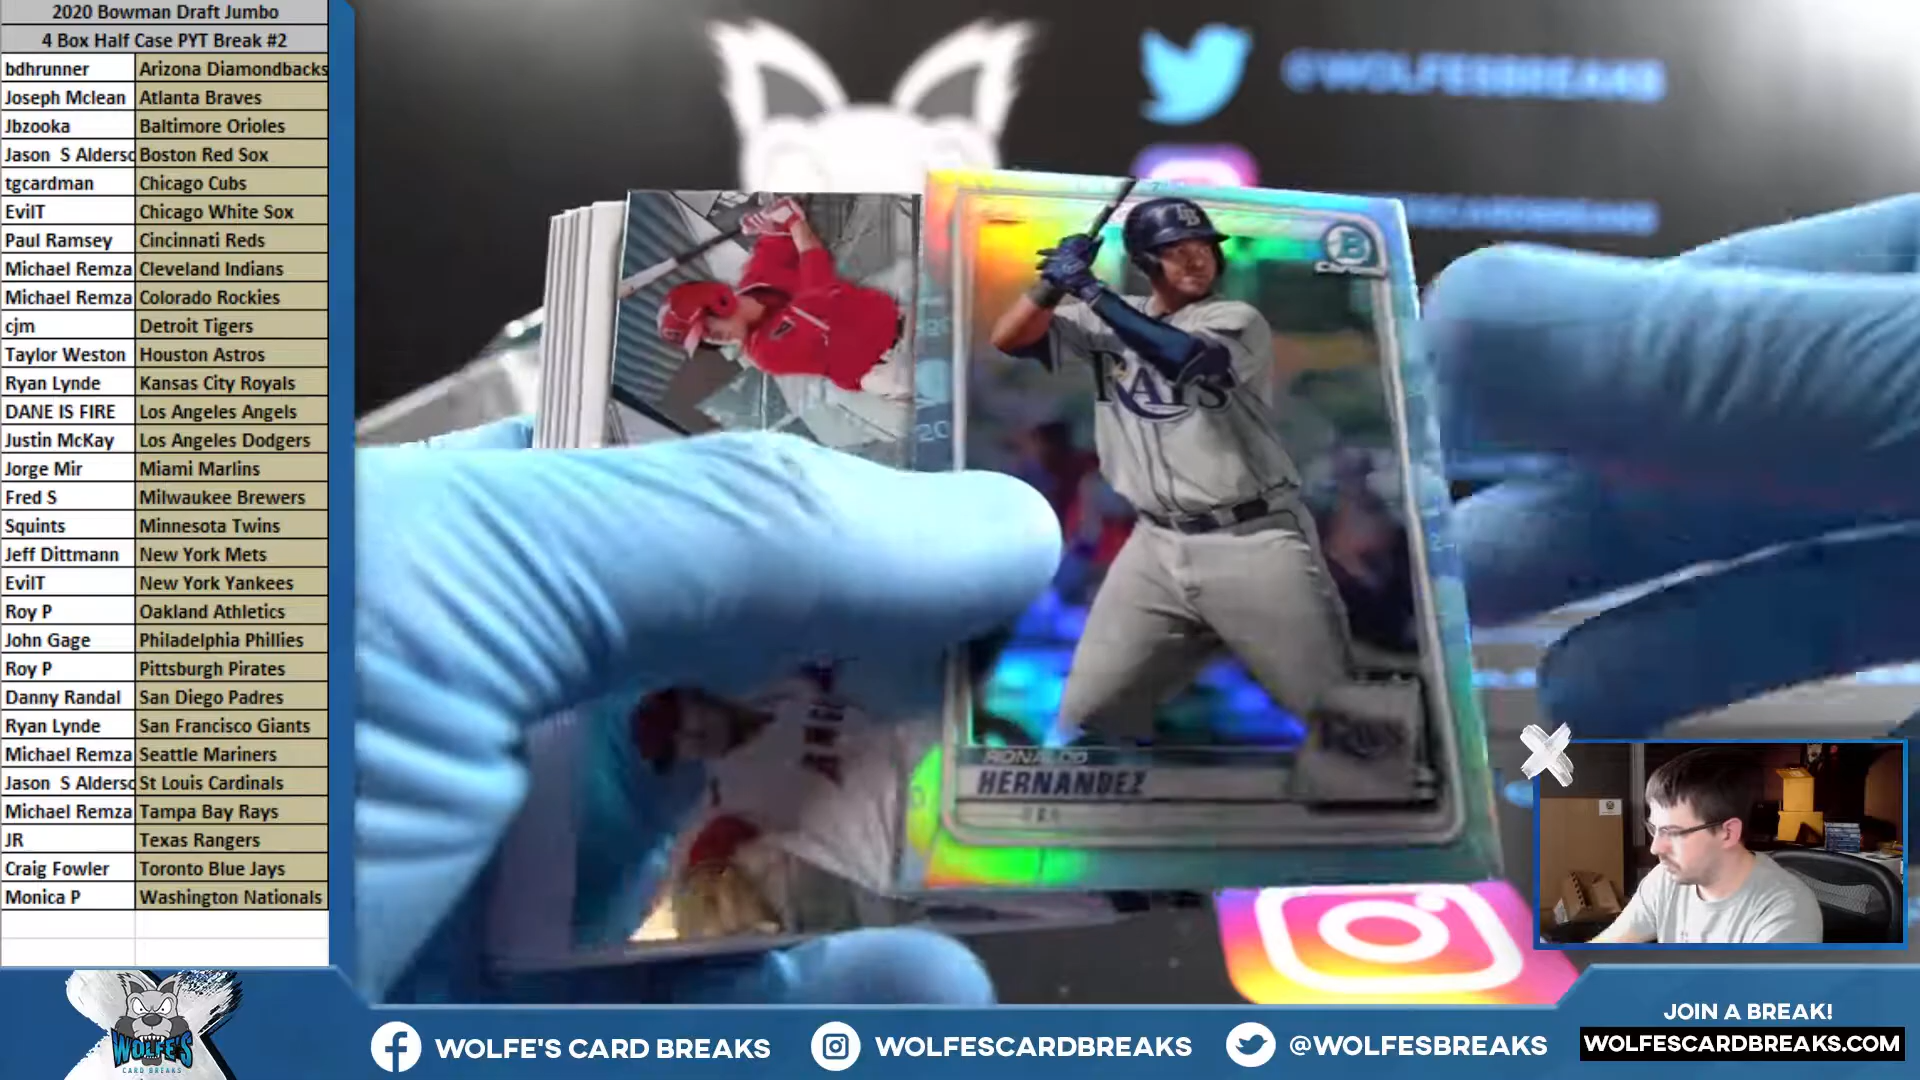 2020 Bowman Draft Jumbo
4 Box Half Case PYT Break #2
bdhrunner Arizona Diamondbacks
Joseph Mclean Atlanta Braves
Jbzooka Baltimore Orioles
Jason S Alderso Boston Red Sox
tgcardman Chicago Cubs
EvilT Chicago White Sox
Paul Ramsey Cincinnati Reds
Michael Remza Cleveland Indians
Michael Remza Colorado Rockies
cjm Detroit Tigers
Taylor Weston Houston Astros
Ryan Lynde Kansas City Royals
DANE IS FIRE Los Angeles Angels
Justin McKay Los Angeles Dodgers
Jorge Mir Miami Marlins
Fred S Milwaukee Brewers
Squints Minnesota Twins
Jeff Dittmann New York Mets
EvilT New York Yankees
Roy P Oakland Athletics
John Gage Philadelphia Phillies
Roy P Pittsburgh Pirates
Danny Randal San Diego Padres
Ryan Lynde San Francisco Giants
Michael Remza Seattle Mariners
Jason S Alderso St Louis Cardinals
Michael Remza Tampa Bay Rays
JR Texas Rangers
Craig Fowler Toronto Blue Jays
Monica P Washington Nationals
@WOLFESBREAKS
TB
B
RAYS
RONALDO
HERNANDEZ
WOLFE'S
CARD BREAKS
WOLFE'S CARD BREAKS
WOLFESCARDBREAKS
@WOLFESBREAKS
JOIN A BREAK!
WOLFESCARDBREAKS.COM